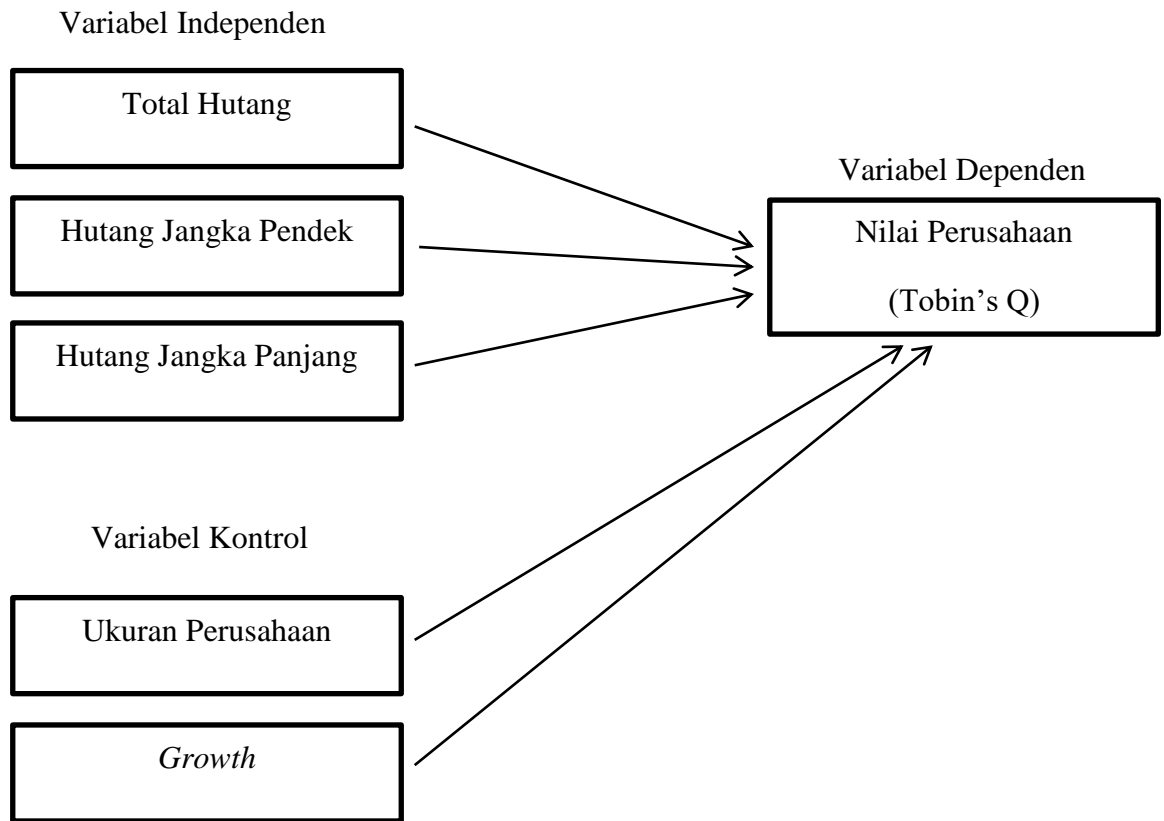 Variabel Independen
Total Hutang
Hutang Jangka Pendek
Hutang Jangka Panjang
Variabel Dependen
Nilai Perusahaan
(Tobin’s Q)
Variabel Kontrol
Ukuran Perusahaan
Growth